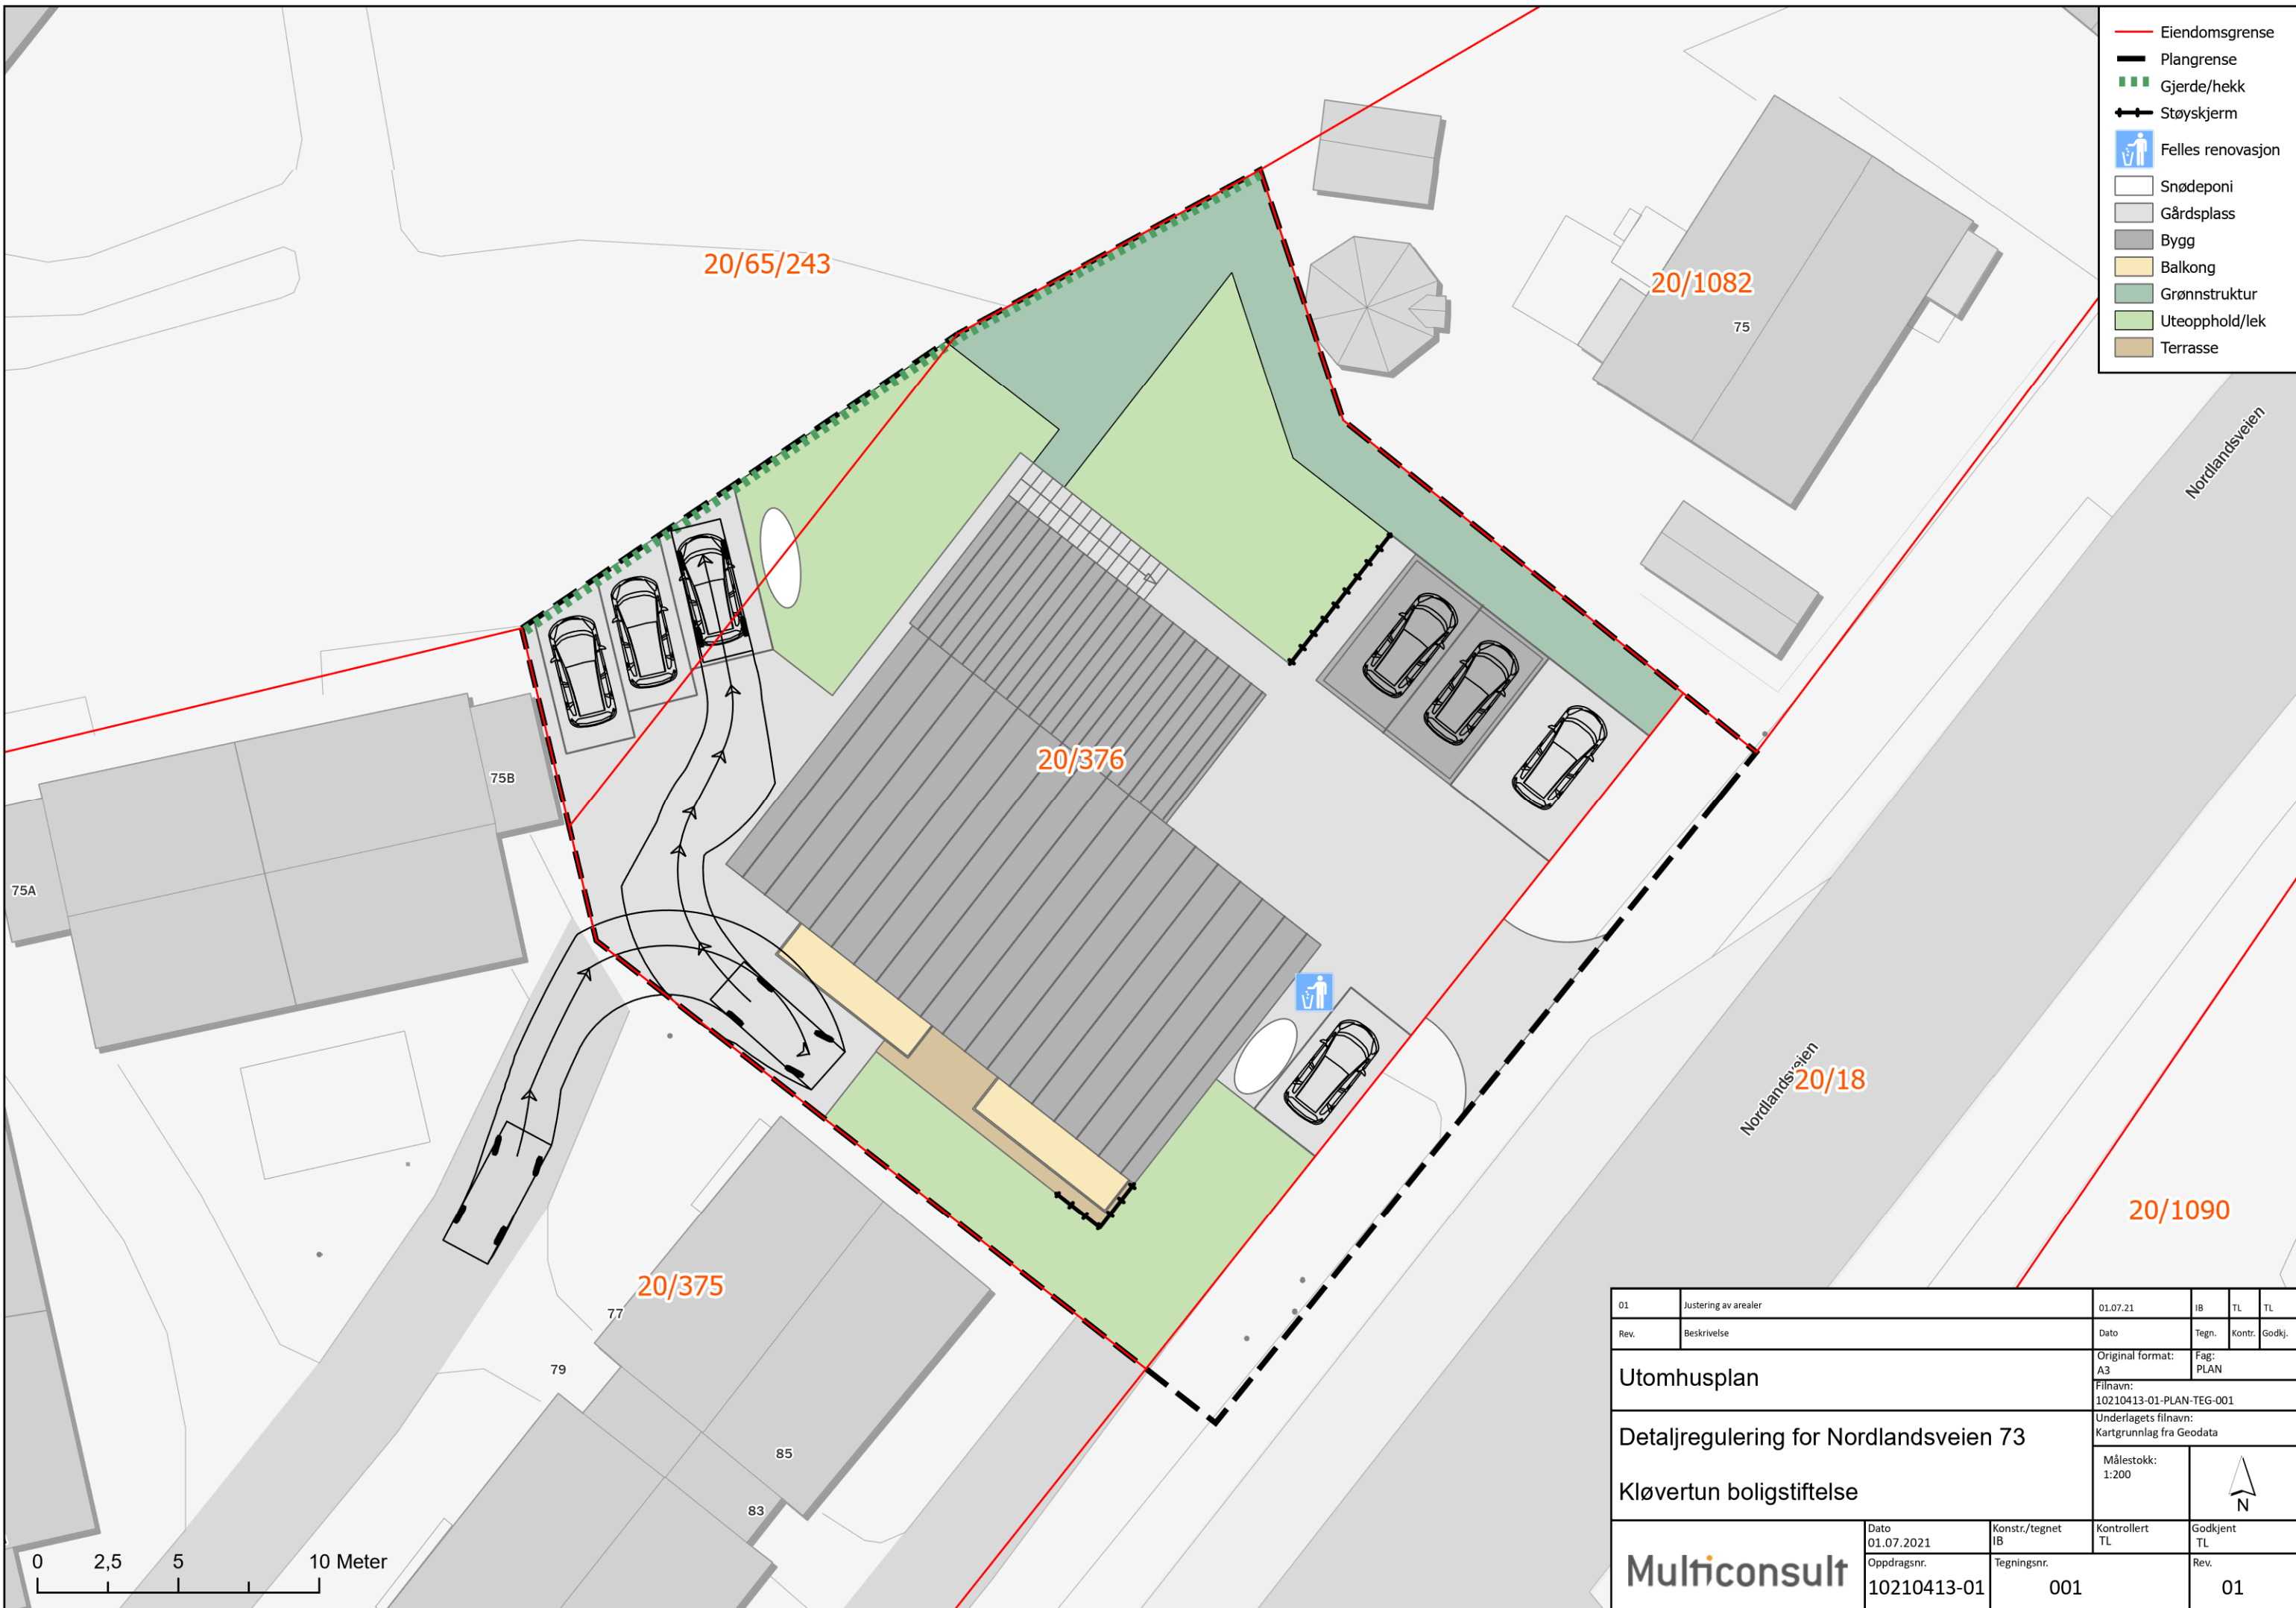 Eiendomsgrense
Plangrense
Gjerde/hekk
Støyskjerm
Felles renovasjon
Snødeponi
Gårdsplass
Bygg
Balkong
Grønnstruktur
Uteopphold/lek
Terrasse
20/65/243
20/1082
75
Nordlandsveien
20/376
75B
75A
Nordlandsveien
20/18
20/1090
20/375
77
79
85
83
0 2,5 5 10 Meter
01 Justering av arealer 01.07.21 IB TL TL
Rev. Beskrivelse Dato Tegn. Kontr. Godkj.
Utomhusplan
Original format:
A3
Fag:
PLAN
Filnavn:
10210413-01-PLAN-TEG-001
Detaljregulering for Nordlandsveien 73
Kløvertun boligstiftelse
Underlagets filnavn:
Kartgrunnlag fra Geodata
Målestokk:
1:200
N
Multiconsult
Dato
01.07.2021
Konstr./tegnet
IB
Kontrollert
TL
Godkjent
TL
Oppdragsnr.
10210413-01
Tegningsnr.
001
Rev.
01